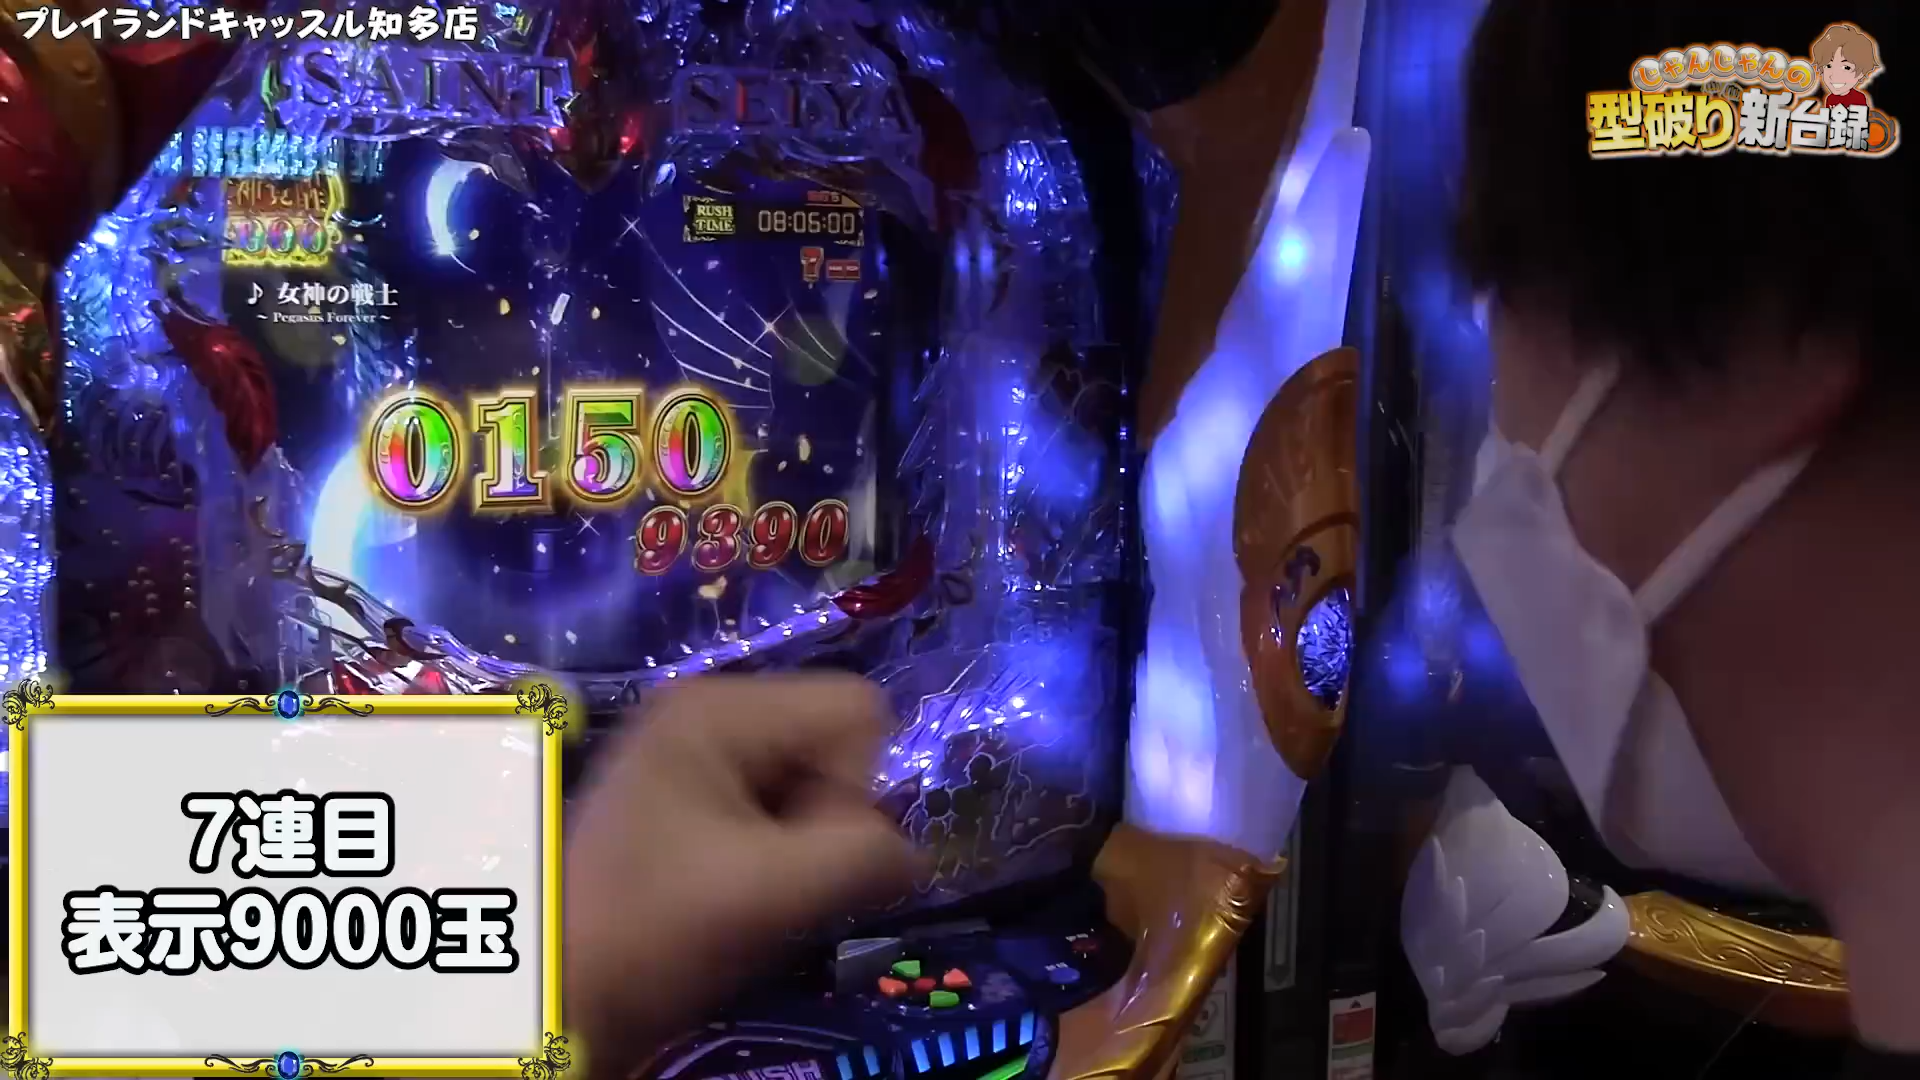 プレイランドキャッスル知多店
じゃんじゃんの
型破り新台録
SAINT SEIYA
RUSH
TIME
08:05:00
7
♪ 女神の戦士
~ Pegasus Forever ~
0150
9390
7連目
表示9000玉